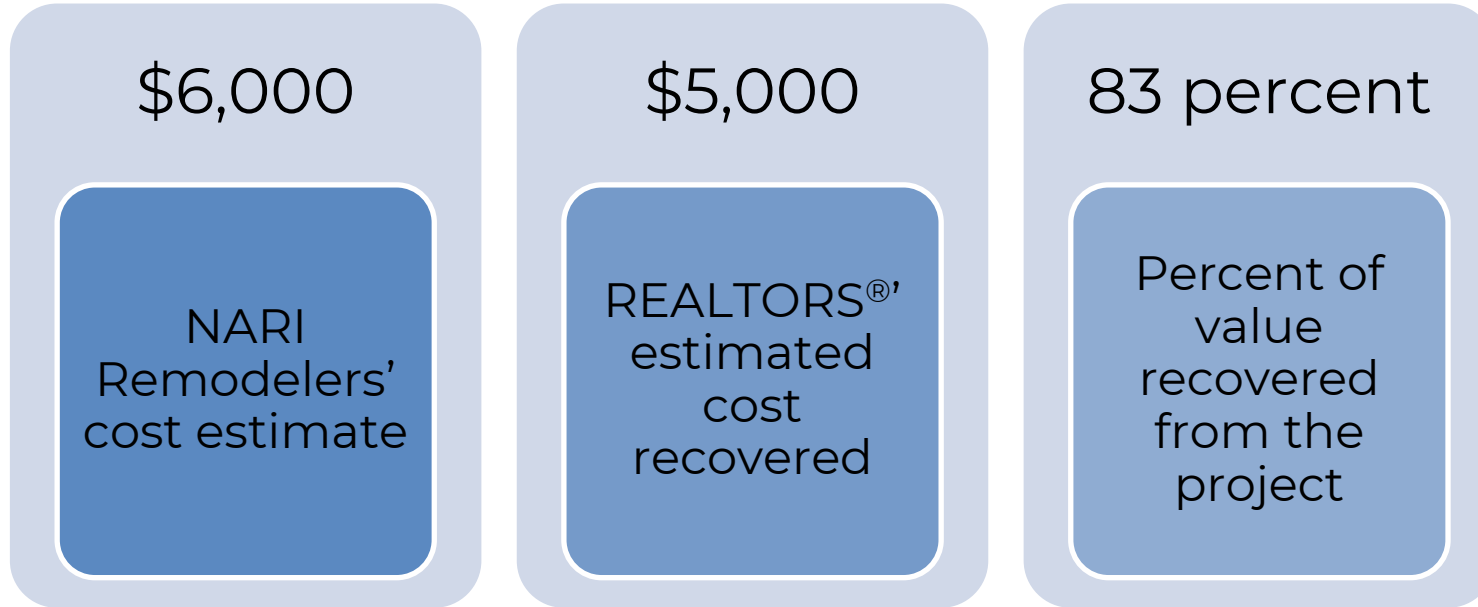 $6,000
NARI
Remodelers’
cost estimate
$5,000
REALTORS®’
estimated
cost
recovered
83 percent
Percent of
value
recovered
from the
project